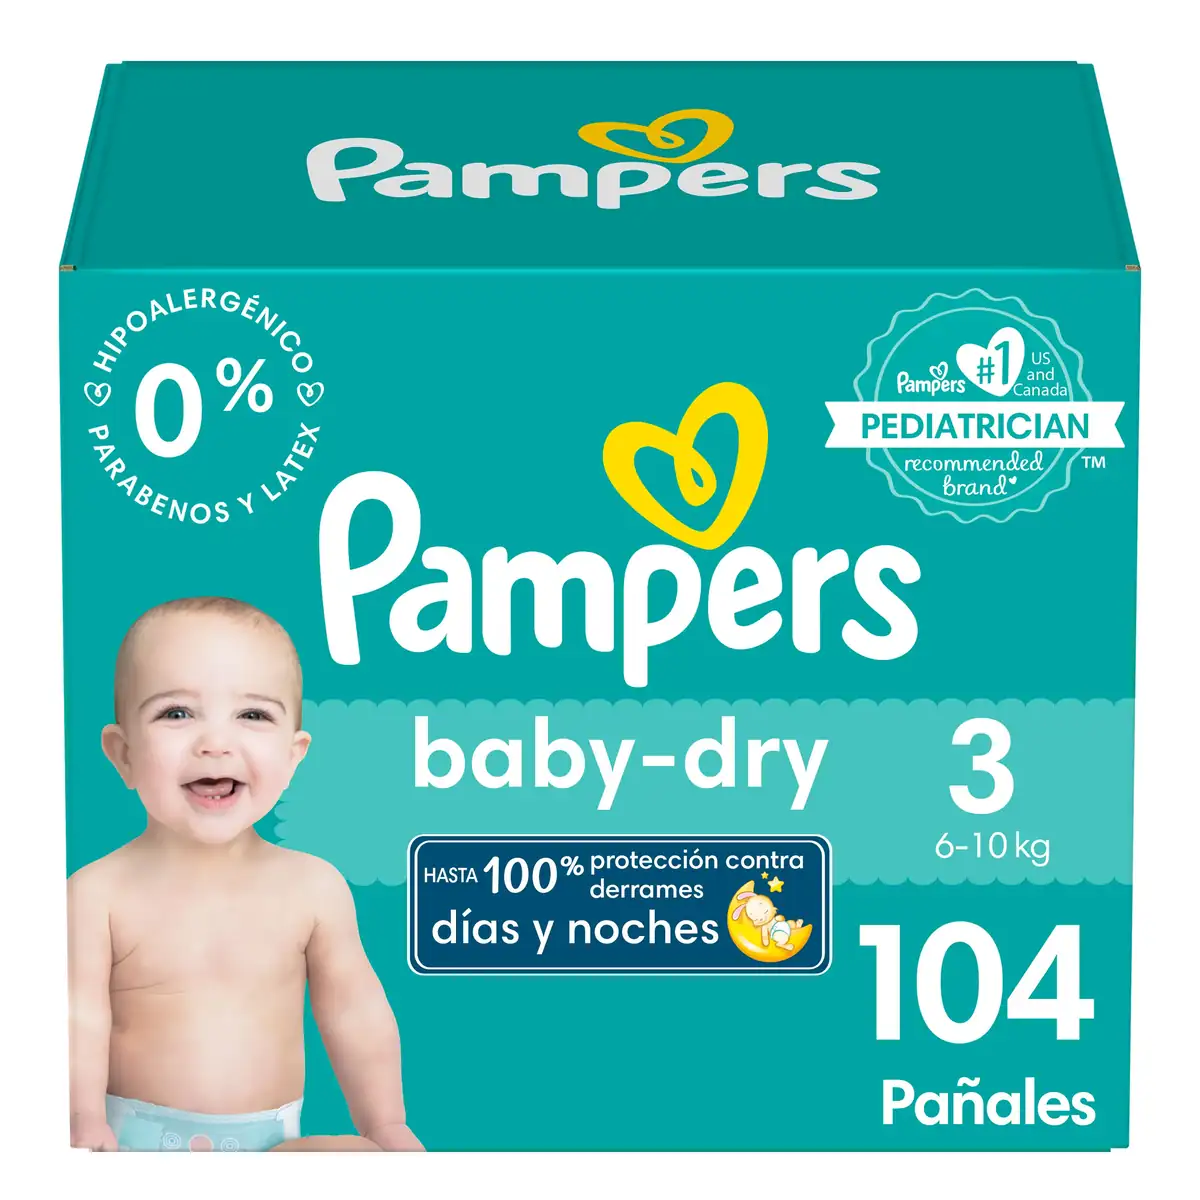 Pampers
HIPOALERGÉNICO
0%
PARABENOS Y LATEX
Pampers #1 US
and
Canada
PEDIATRICIAN
recommended TM
brand
Pampers
baby-dry
3
6-10 kg
HASTA 100% protección contra
derrames
días y noches
104
Pañales